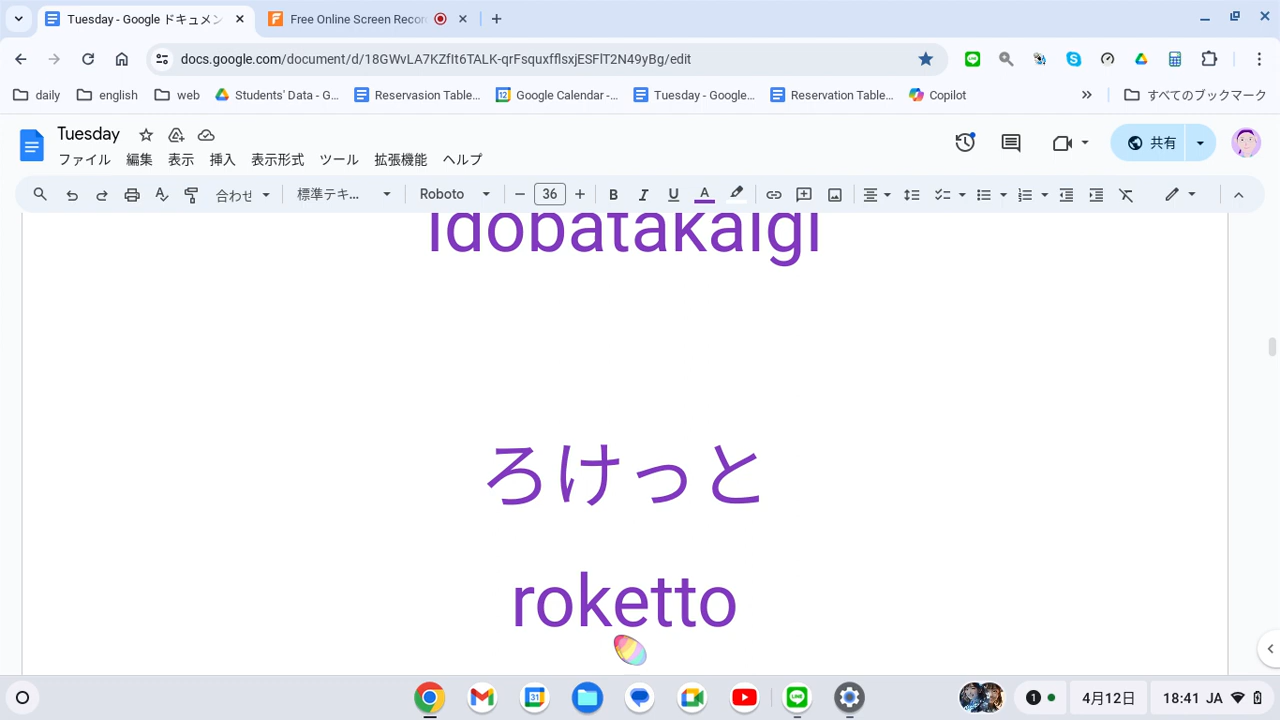 Tuesday - Google ドキュメン
Free Online Screen Recor
docs.google.com/document/d/18GWvLA7KZfIt6TALK-qrFsquxfflsxjESFlT2N49yBg/edit
daily
english
web
Students' Data - G...
Reservasion Table...
Google Calendar -...
Tuesday - Google...
Reservation Table...
Copilot
すべてのブックマーク
Tuesday
共有
ファイル 編集 表示 挿入 表示形式 ツール 拡張機能 ヘルプ
合わせ 標準テキ... Roboto 36 B I U A
idobatakaigi
ろけっと
roketto
31
1 4月12日 18:41 JA